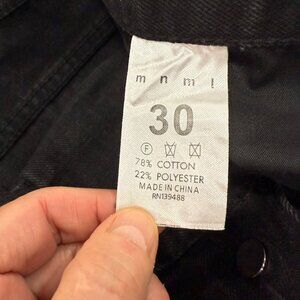 mnml
30
F
78% COTTON
22% POLYESTER
MADE IN CHINA
RN139488